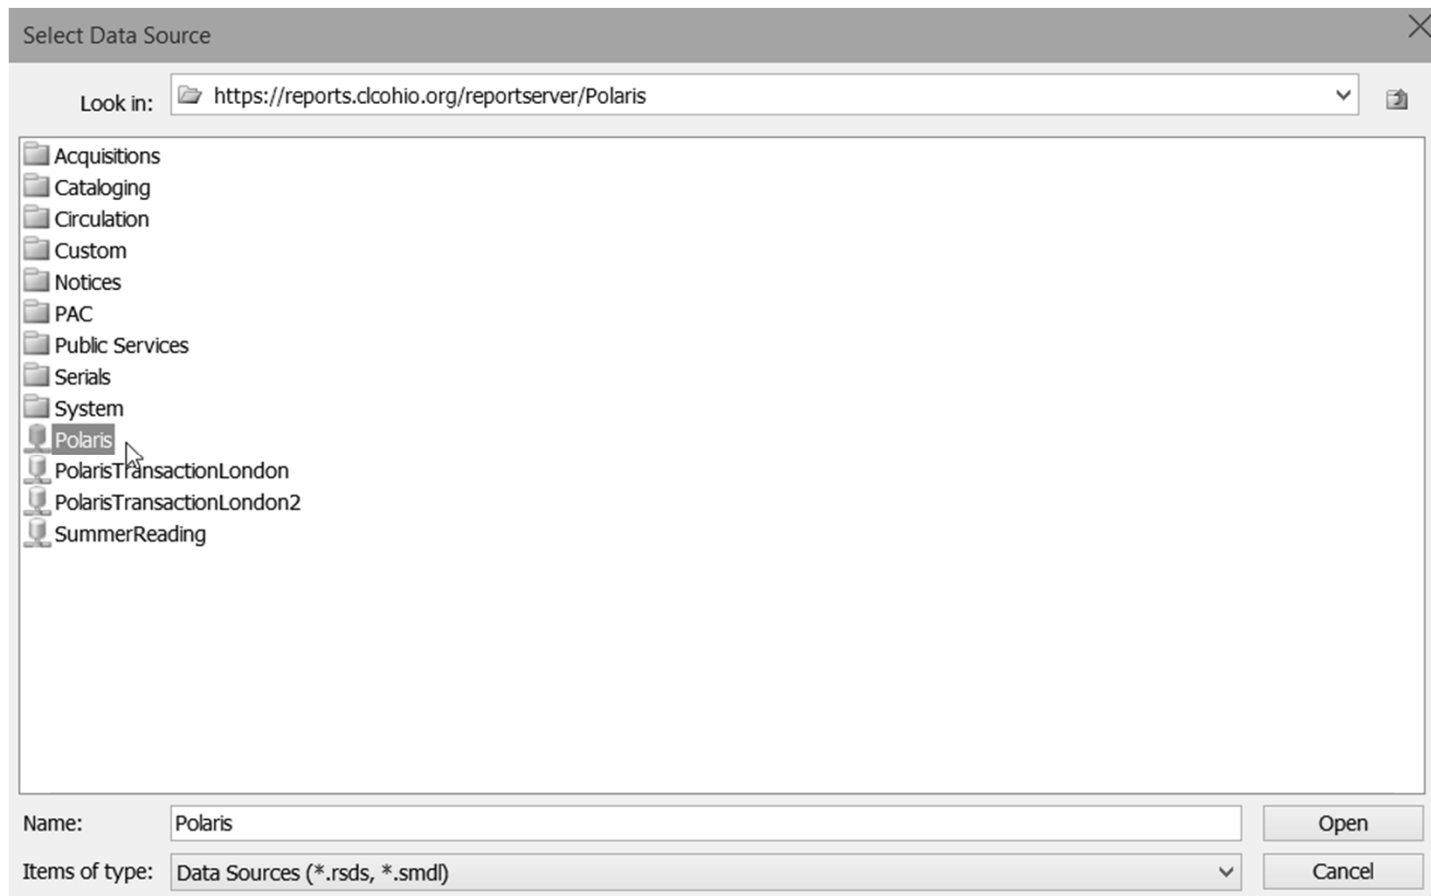 Select Data Source
Look in: https://reports.clcohio.org/reportserver/Polaris
Acquisitions
Cataloging
Circulation
Custom
Notices
PAC
Public Services
Serials
System
Polaris
PolarisTransactionLondon
PolarisTransactionLondon2
SummerReading
Name: Polaris Open
Items of type: Data Sources (*.rsds, *.smdl) Cancel